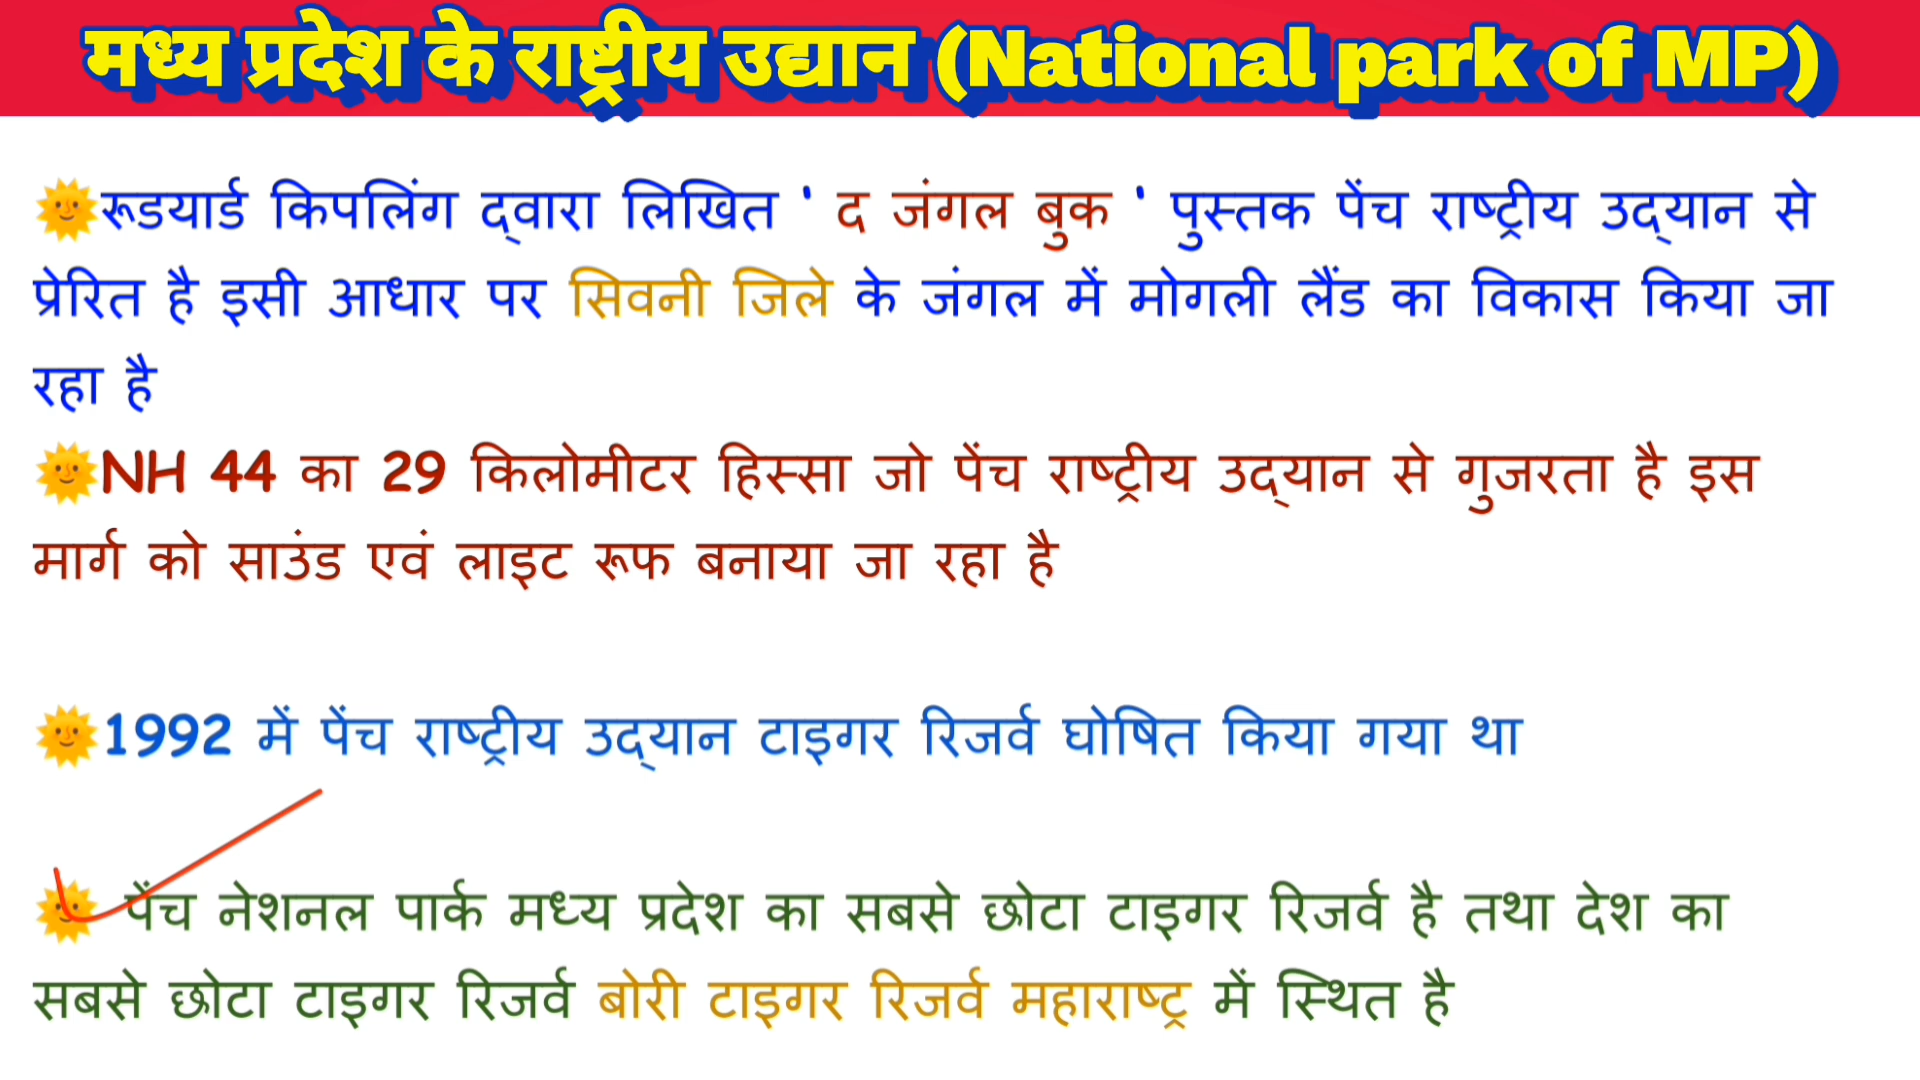 मध्य प्रदेश के राष्ट्रीय उद्यान (National park of MP)
🌞रूडयार्ड किपलिंग द्वारा लिखित ' द जंगल बुक ' पुस्तक पेंच राष्ट्रीय उद्यान से
प्रेरित है इसी आधार पर सिवनी जिले के जंगल में मोगली लैंड का विकास किया जा
रहा है
🌞NH 44 का 29 किलोमीटर हिस्सा जो पेंच राष्ट्रीय उद्यान से गुजरता है इस
मार्ग को साउंड एवं लाइट रूफ बनाया जा रहा है
🌞1992 में पेंच राष्ट्रीय उद्यान टाइगर रिजर्व घोषित किया गया था
🌞 पेंच नेशनल पार्क मध्य प्रदेश का सबसे छोटा टाइगर रिजर्व है तथा देश का
सबसे छोटा टाइगर रिजर्व बोरी टाइगर रिजर्व महाराष्ट्र में स्थित है